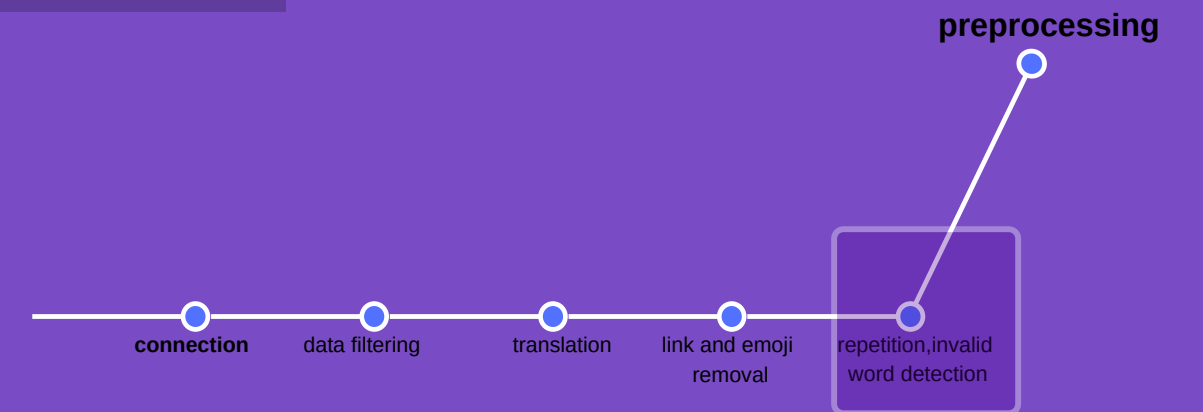 preprocessing
connection
data filtering
translation
link and emoji
removal
repetition,invalid
word detection